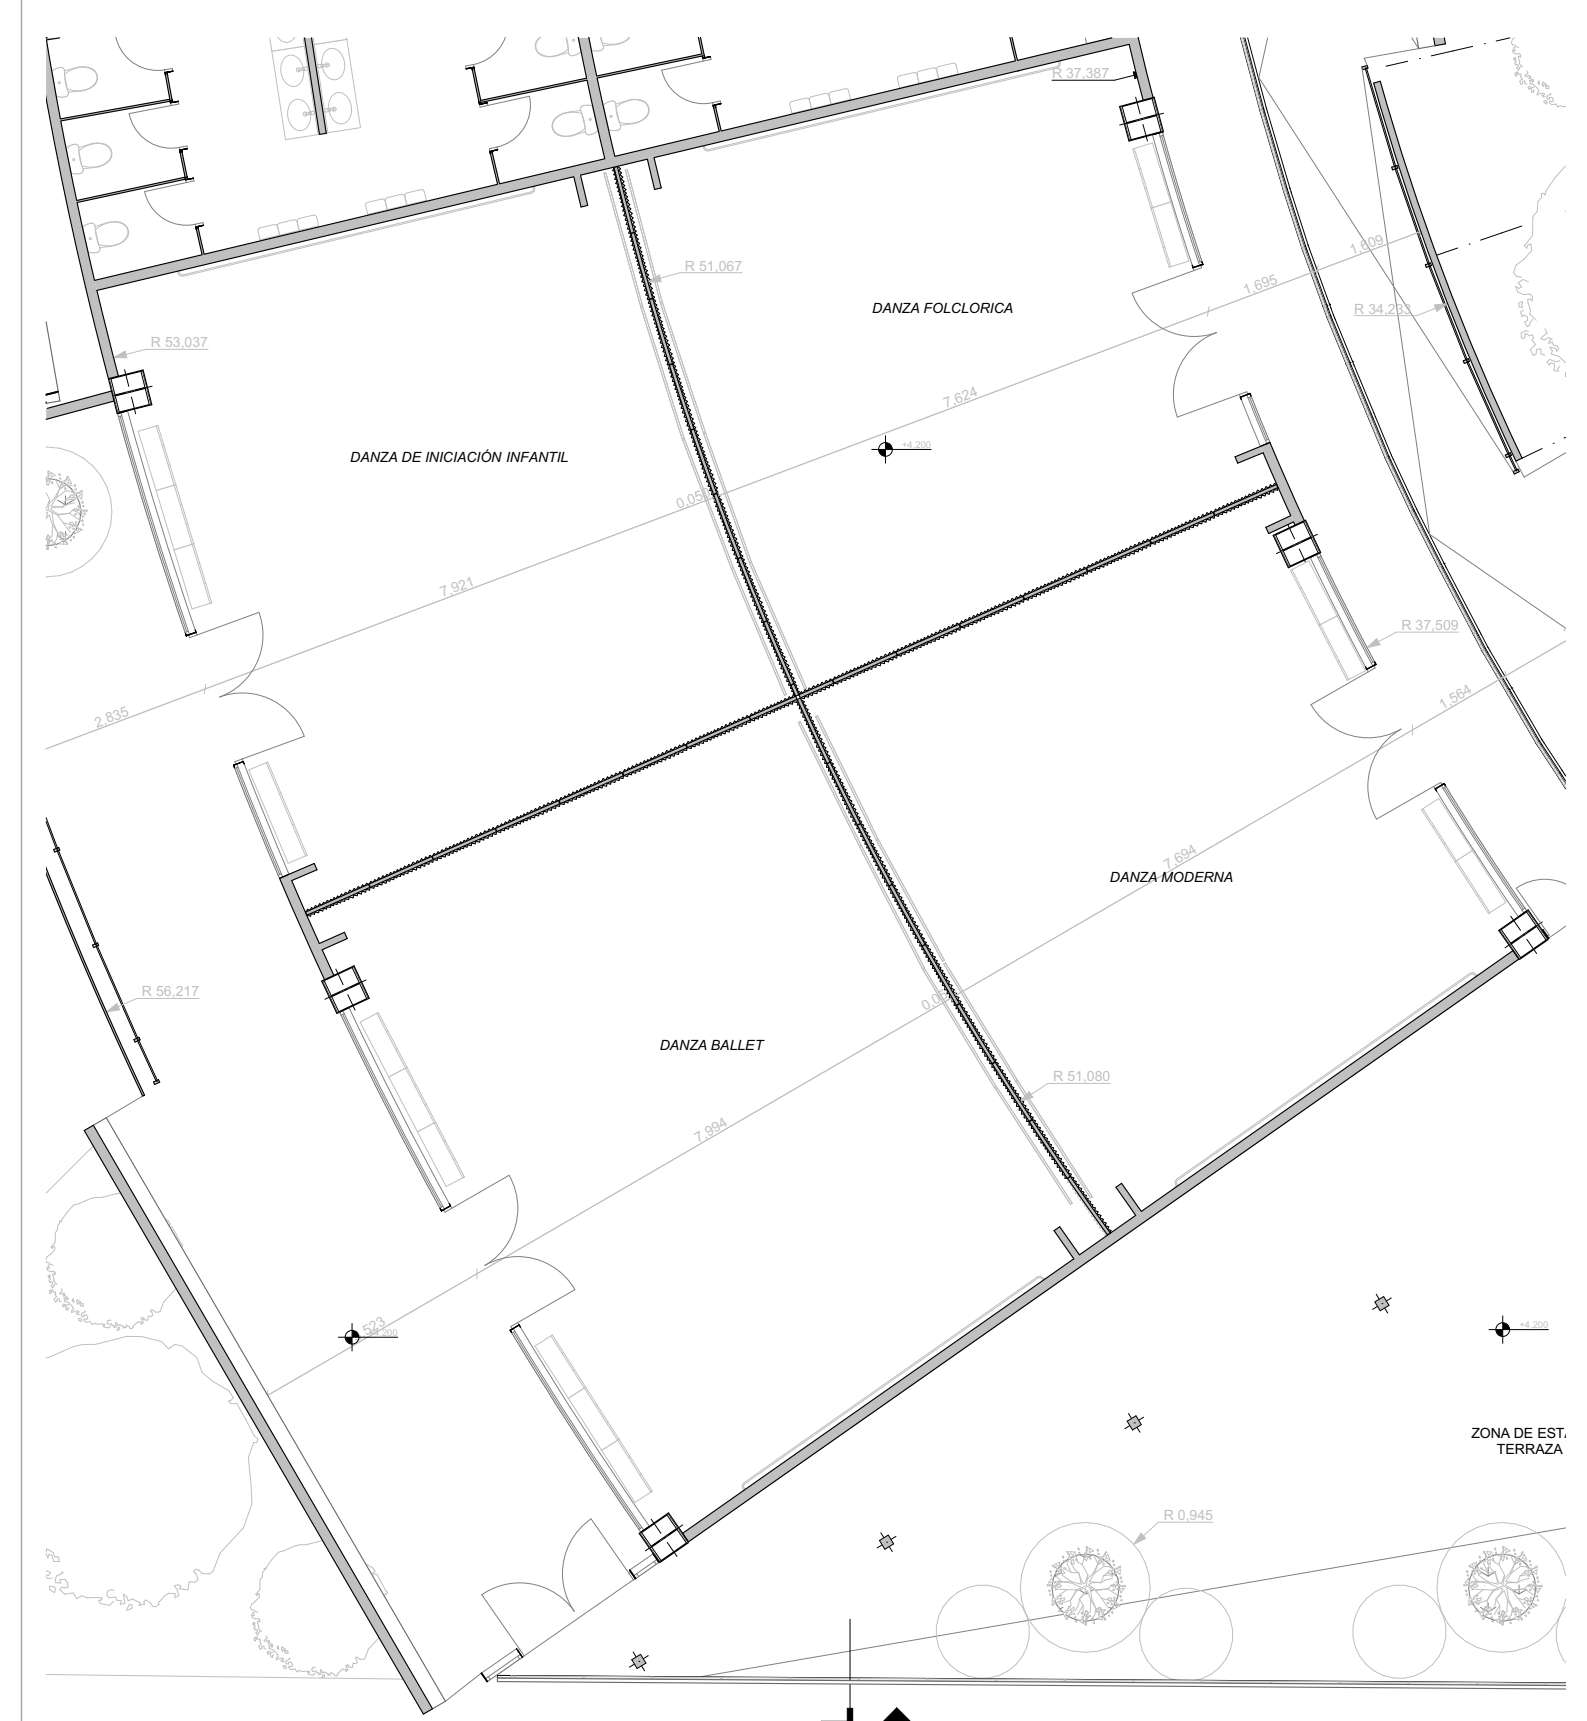 R 37,387
R 51,067
1,609
1,695
DANZA FOLCLORICA
R 34,233
R 53,037
7,624
+4.200
DANZA DE INICIACIÓN INFANTIL
7,921
R 37,509
2,835
1,564
7,694
DANZA MODERNA
R 56,217
DANZA BALLET
R 51,080
7,994
+4.200
ZONA DE EST
TERRAZA
R 0,945